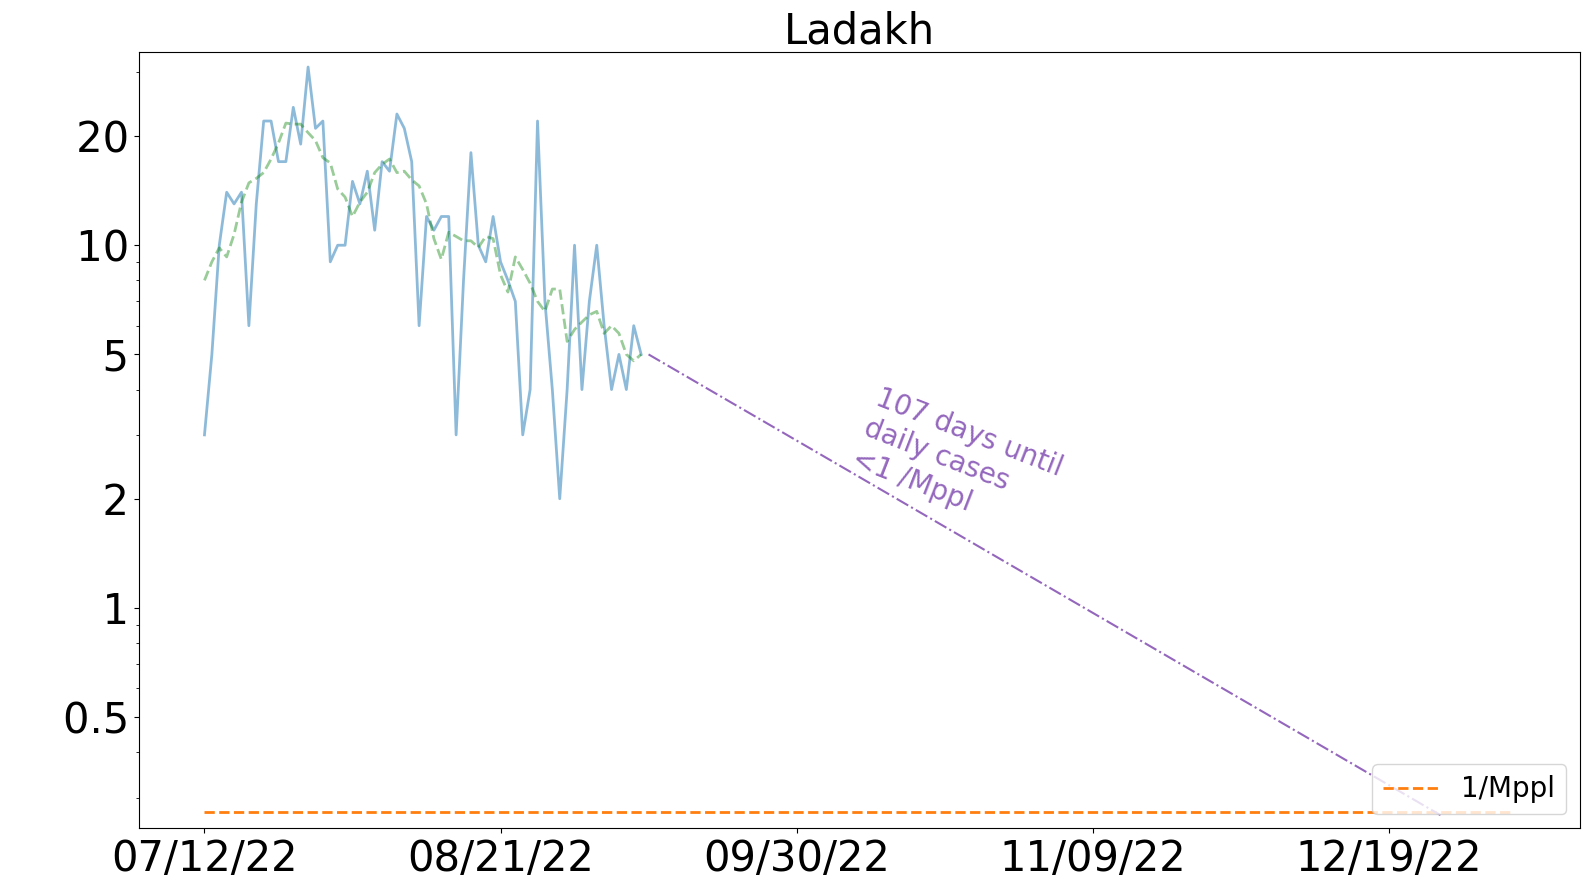 Ladakh
20
10
5
2
1
0.5
107 days until
daily cases
<1 /Mppl
1/Mppl
07/12/22
08/21/22
09/30/22
11/09/22
12/19/22